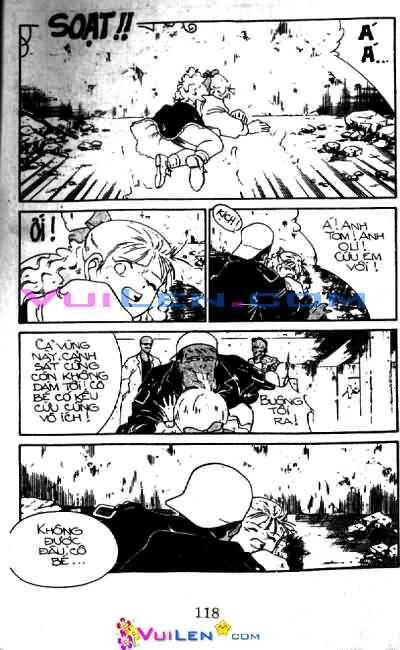 SOẠT!!
Á
Á...
ỐI!
KỊCH!
Á! ANH
TOM! ANH
OLI!
CỨU EM
VỚI!
VUILEN.COM
CẢ VÙNG
NÀY, CẢNH
SÁT CŨNG
CÒN KHÔNG
DÁM TỚI! CÔ
BÉ CÓ KÊU
CỨU CŨNG
VÔ ÍCH!
BUÔNG
TÔI
RA!
KHÔNG
ĐƯỢC
ĐÂU, CÔ
BÉ...
118
VUILEN.COM